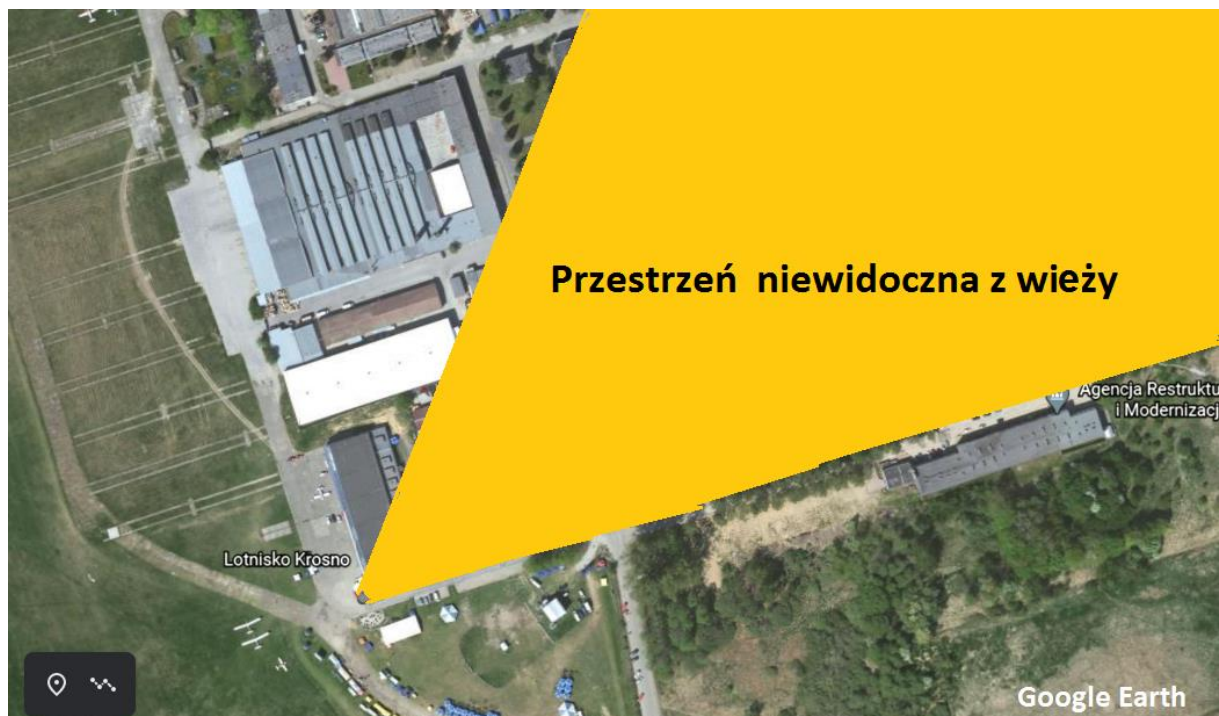 Przestrzeń niewidoczna z wieży
Agencja Restruktu
i Modernizacj
Lotnisko Krosno
Google Earth